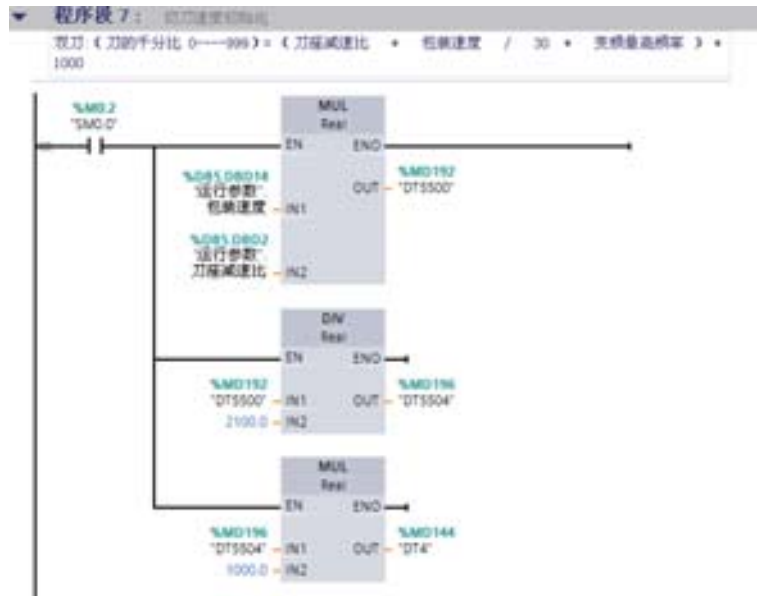 程序段 7：
双刀《刀的千分比 0----999》=《刀座减速比 * 包装速度 / 30 * 变频最高频率 》*
1000
%M0.2
"SM0.0"
MUL
Real
EN ENO
%DB5.DBD14
"运行参数".
包装速度 IN1
%MD192
OUT "DT5500"
%DB5.DBD2
"运行参数".
刀座减速比 IN2
DIV
Real
EN ENO
%MD192 %MD196
"DT5500" IN1 OUT "DT5504"
2100.0 IN2
MUL
Real
EN ENO
%MD196 %MD144
"DT5504" IN1 OUT "DT4"
1000.0 IN2